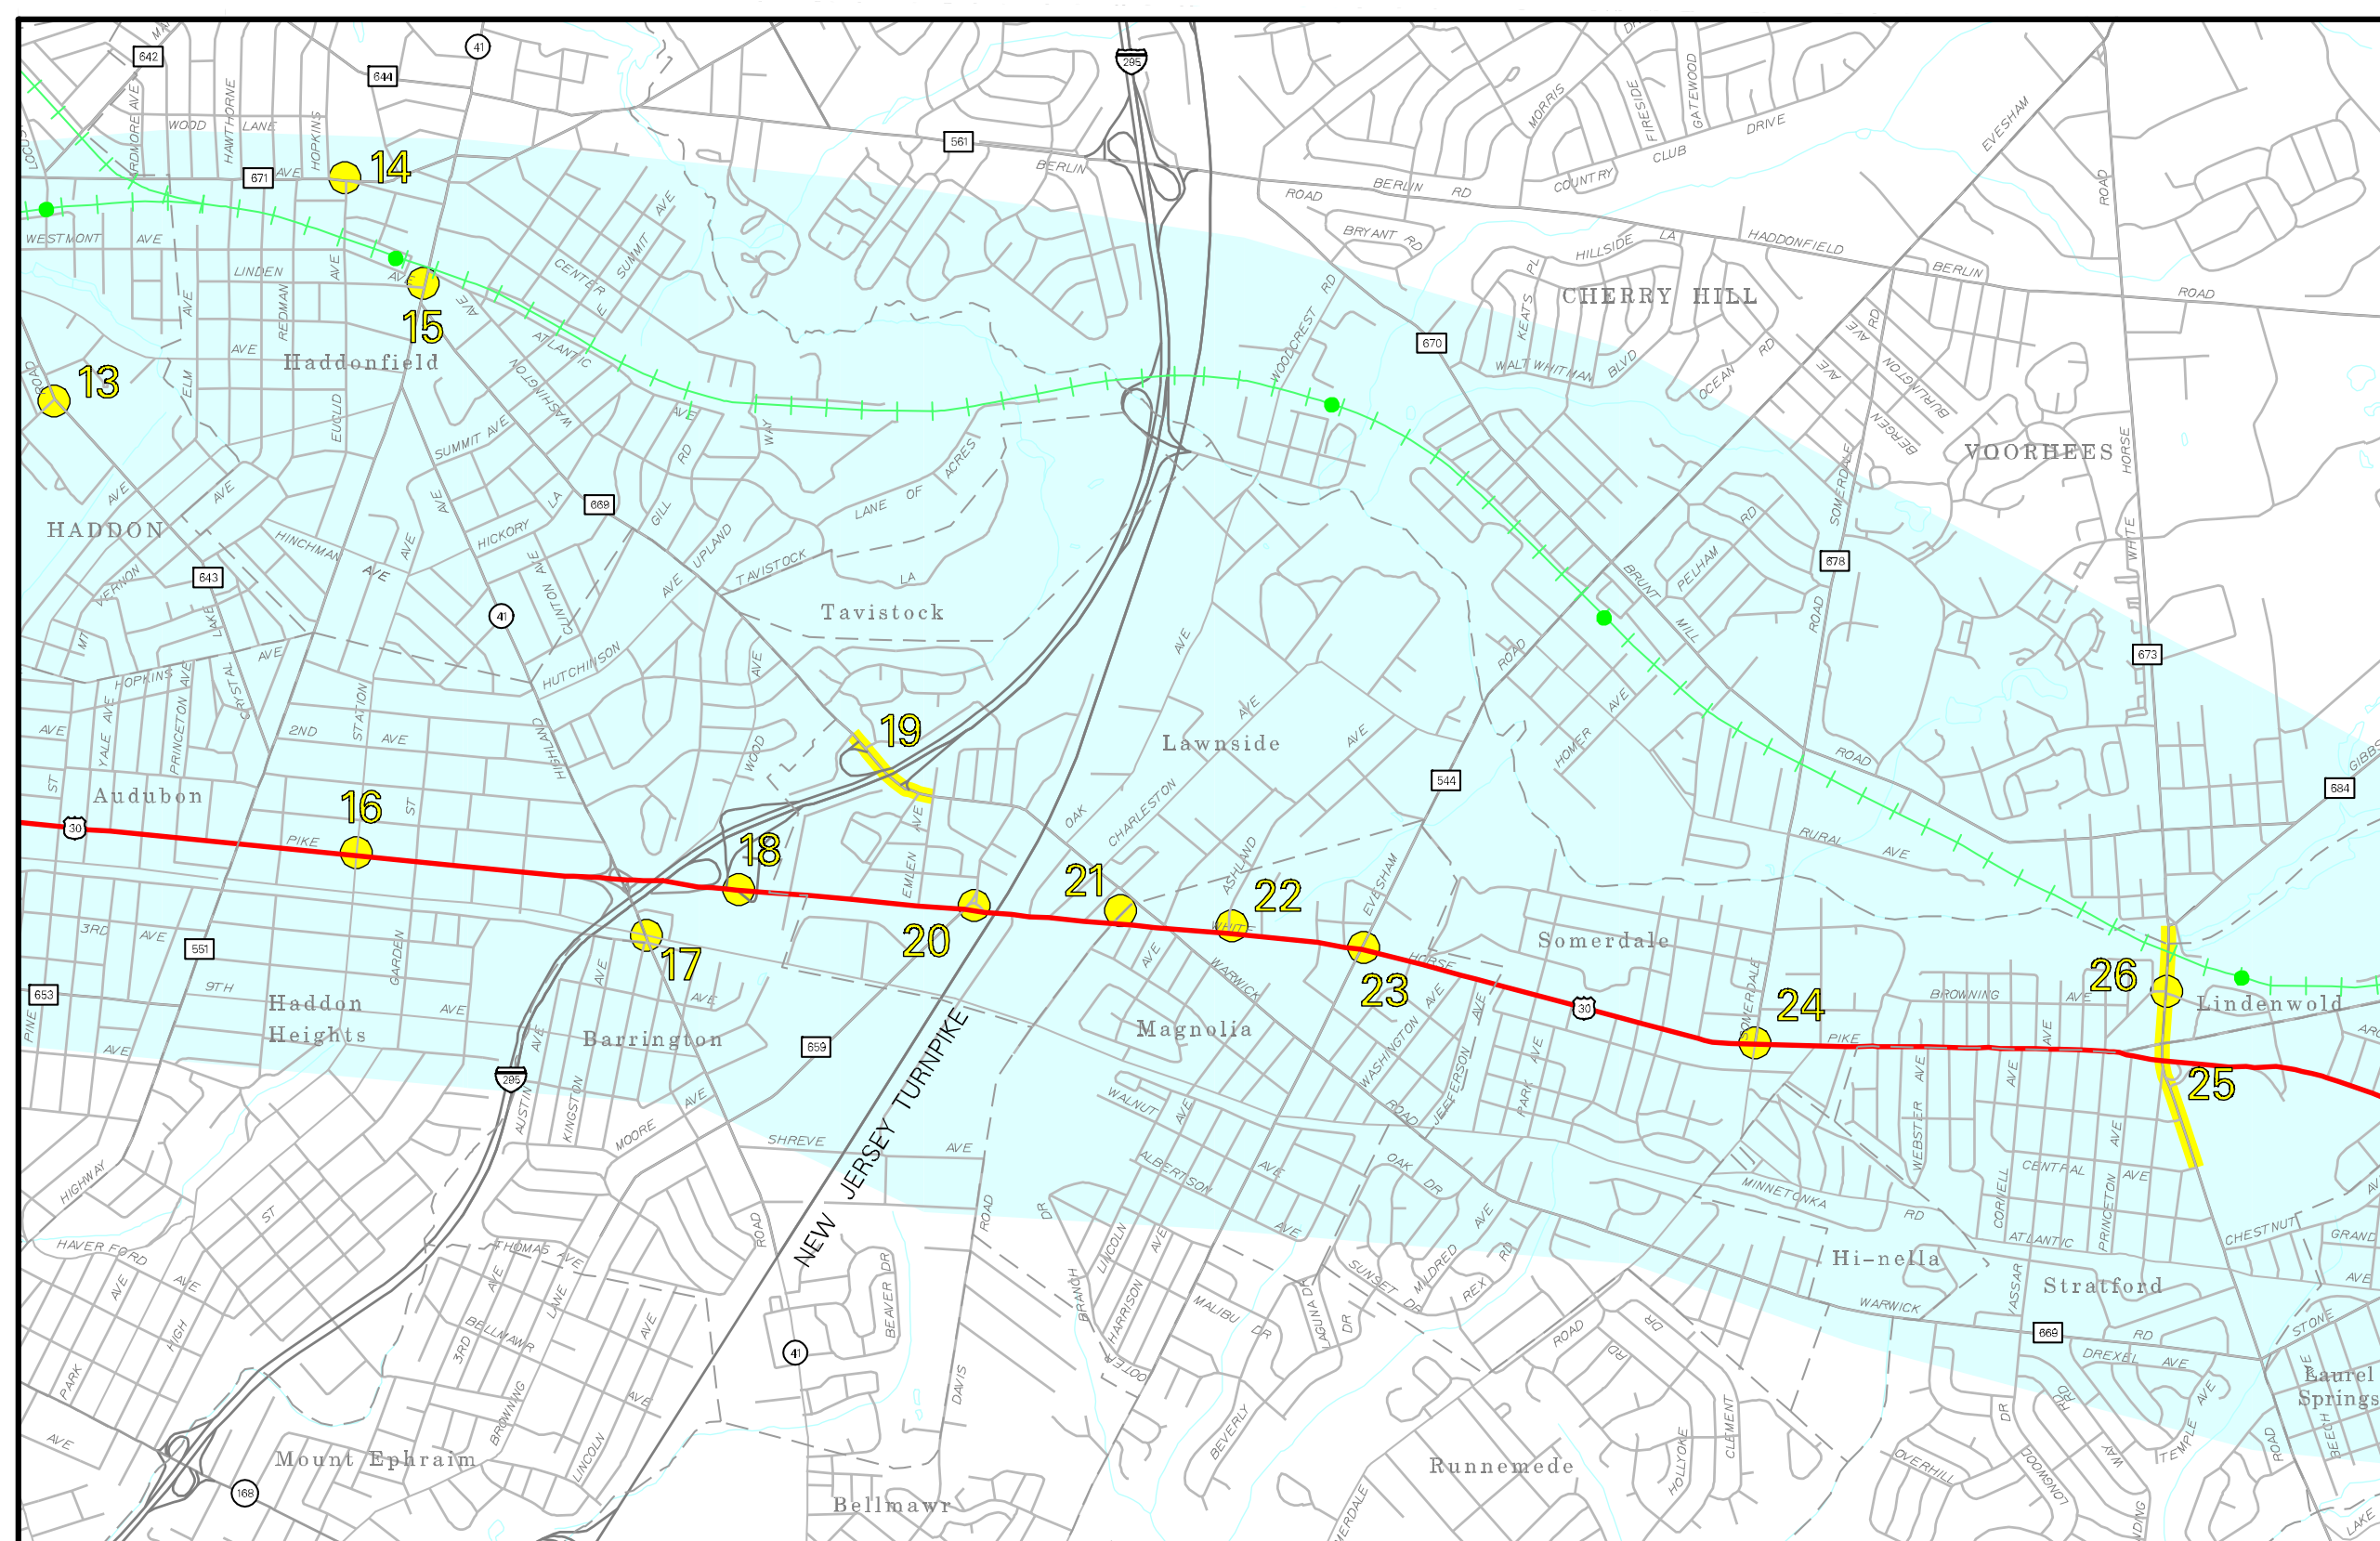 642
41
644
295
HAWTHORNE
ARDMORE AVE
WOOD LANE
HOPKINS
671
AVE
14
561
BERLIN
ROAD
BERLIN RD
COUNTRY
CLUB
DRIVE
MORRIS
FIRESIDE
GATEWOOD
EVESHAM
ROAD
WESTMONT AVE
LINDEN
AVE
ELM
AVE
REDMAN
AVE
EUCLID
AVE
15
AVE
CENTER
SUMMIT AVE
ATLANTIC
WASHINGTON
AVE
Haddonfield
13
ROAD
BRYANT RD
HILLSIDE LA
HADDONFIELD
BERLIN
ROAD
CHERRY HILL
KEATS PL
WALT WHITMAN BLVD
OCEAN RD
670
WOODCREST RD
AVE
RD
AVE
BURLINGTON
BERGEN
VOORHEES
HORSE
WHITE
SOMERDALE
678
ROAD
SUMMIT AVE
AVE
AVE
WAY
LANE OF ACRES
669
GILL
RD
HICKORY
LA
AVE
AVE
HADDON
HINCHMAN
AVE
AVE
643
VERNON
MT
LAKE
CRYSTAL
AVE
HOPKINS
41
CLINTON AVE
HUTCHINSON
AVE
UPLAND
TAVISTOCK
LA
Tavistock
BRUNT
MILL
ROAD
PELHAM
RD
673
ROAD
HOMER AVE
AVE
YALE AVE
PRINCETON AVE
2ND
AVE
STATION
HIGHLAND
WOOD
AVE
19
Lawnside
AVE
AVE
AVE
544
684
GIBBS
ST
Audubon
30
16
ST
PIKE
18
EMLEN
AVE
OAK
CHARLESTON
ASHLAND
EVESHAM
RURAL
AVE
21
22
WHITE
20
17
23
HORSE
Somerdale
3RD
AVE
551
GARDEN
AVE
AVE
AVE
WARWICK
26
653
9TH
AVE
Haddon
Heights
Barrington
Magnolia
30
24
BROWNING
AVE
Lindenwold
PINE
AVE
659
NEW JERSEY TURNPIKE
WASHINGTON AVE
JEFFERSON AVE
PARK AVE
SOMERDALE
PIKE
AVE
25
295
AUSTIN
AVE
KINGSTON
MOORE
AVE
WALNUT
AVE
ROAD
WEBSTER AVE
AVE
SHREVE
AVE
HIGHWAY
ALBERTSON
AVE
AVE
OAK
DR
MINNETONKA
RD
CORNELL
CENTRAL AVE
PRINCETON
AVE
ST
ROAD
ROAD
DR
HAVER FORD
AVE
THOMAS AVE
LINCOLN
AVE
MILDRED
AVE
ATLANTIC
AVE
CHESTNUT
GRAND
Hi-nella
Stratford
AVE
HIGH
PARK
AVE
LANE
BELLMAWR
AVE
AVE
3RD
BROWNING
LINCOLN
BEAVER DR
BRANCH
HARRISON
MALIBU DR
LAGUNA DR
DR
SUNSET DR
REX
RD
WARWICK
VASSAR
669
RD
STONE
41
DAVIS
OTTER
ROAD
RD
DR
DREXEL AVE
Laurel
Springs
AVE
Mount Ephraim
168
Bellmawr
BEVERLY
Runnemede
HOLLYOKE
CLEMENT
OVERHILL
DR
LONGWOOD
RD
WAY
TEMPLE
AVE
ROAD
BEECH AVE
LAKE